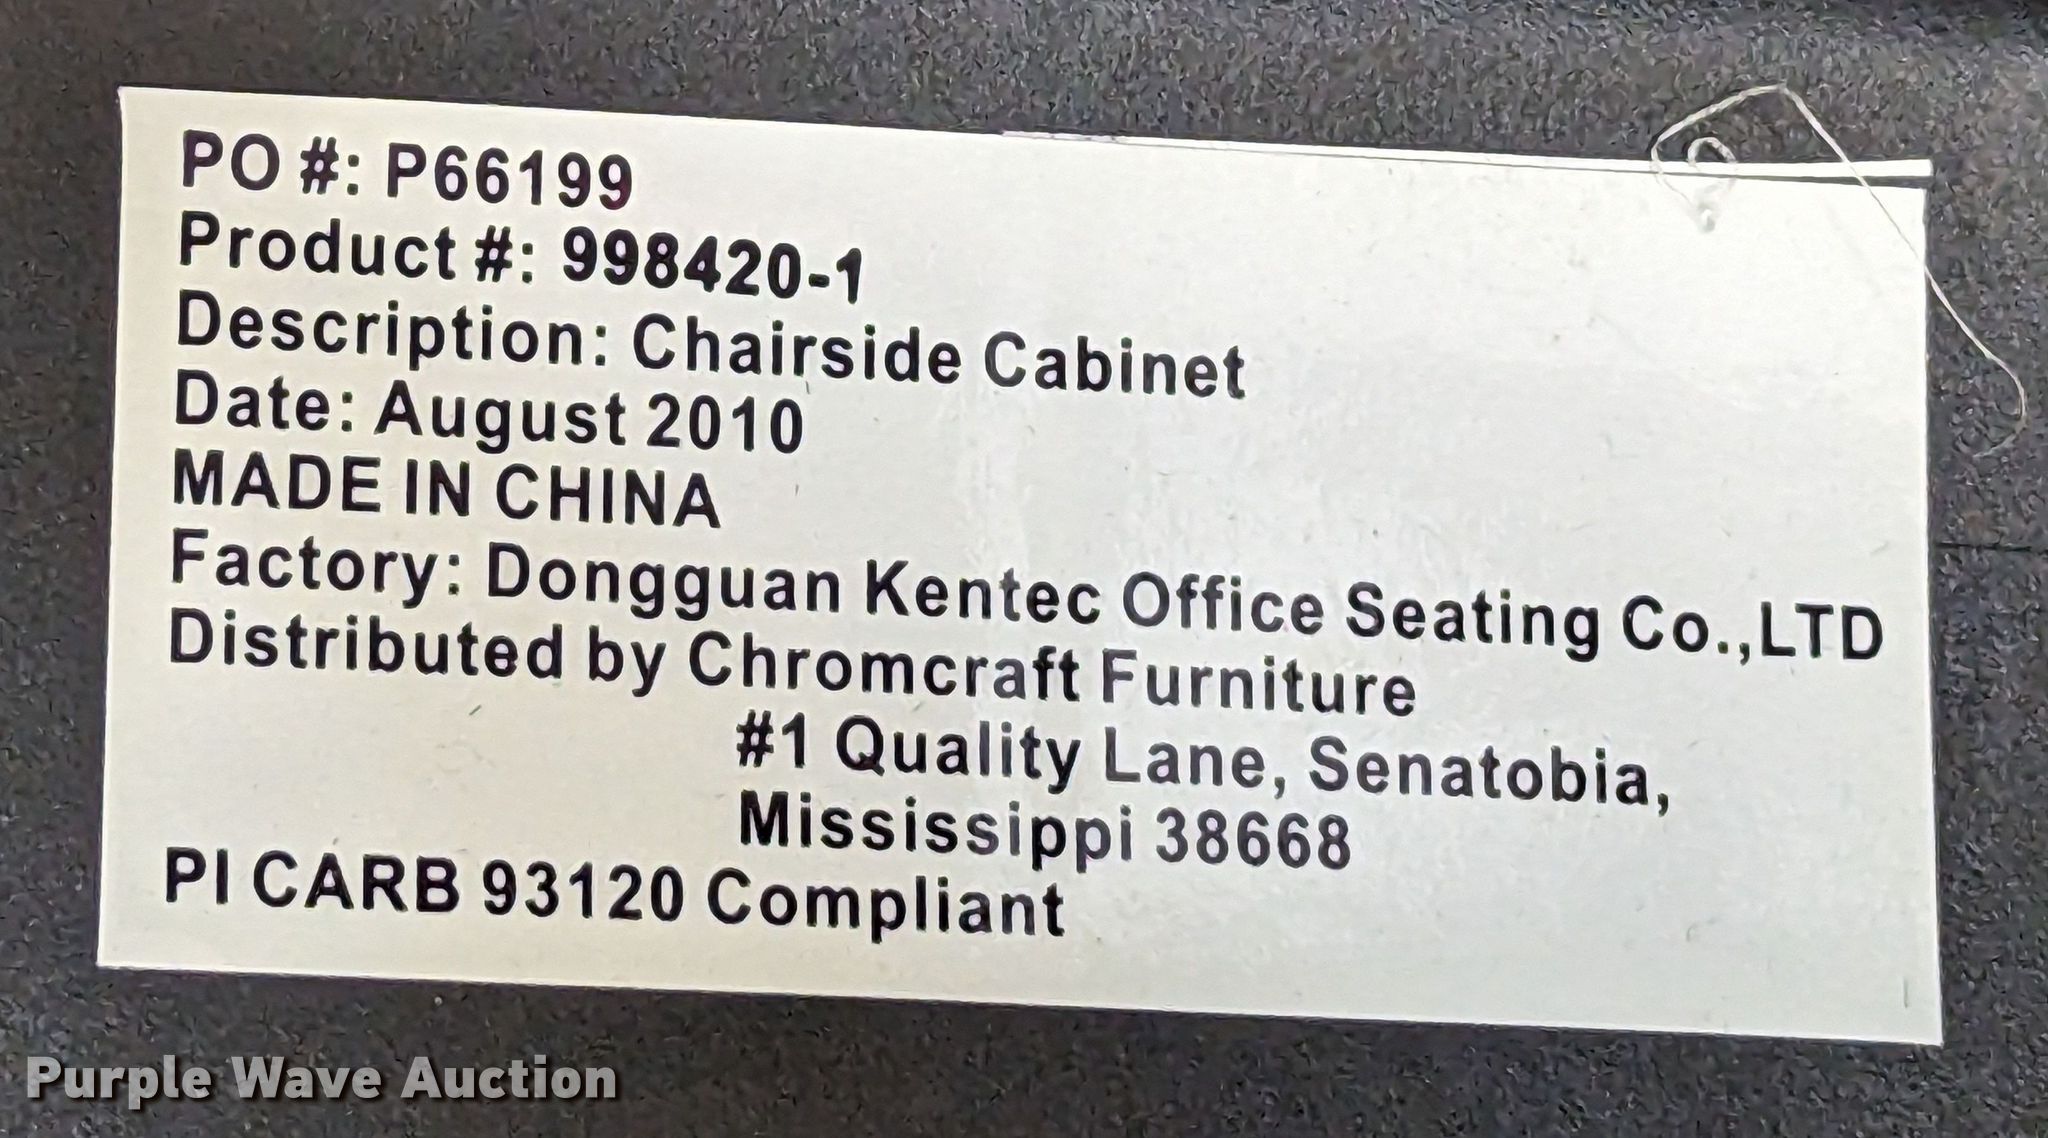 PO #: P66199
Product #: 998420-1
Description: Chairside Cabinet
Date: August 2010
MADE IN CHINA
Factory: Dongguan Kentec Office Seating Co.,LTD
Distributed by Chromcraft Furniture
#1 Quality Lane, Senatobia,
Mississippi 38668
PI CARB 93120 Compliant
Purple Wave Auction